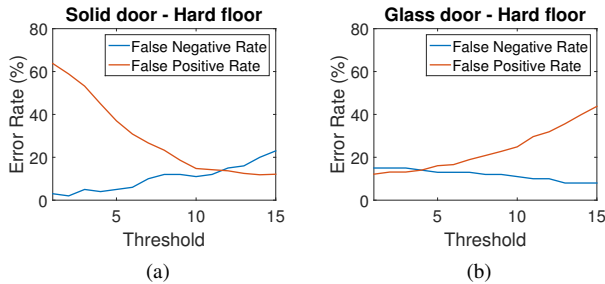 Solid door - Hard floor
80
60
40
20
0
Error Rate (%)
False Negative Rate
False Positive Rate
5
10
15
Threshold
(a)
Glass door - Hard floor
80
60
40
20
0
Error Rate (%)
False Negative Rate
False Positive Rate
5
10
15
Threshold
(b)